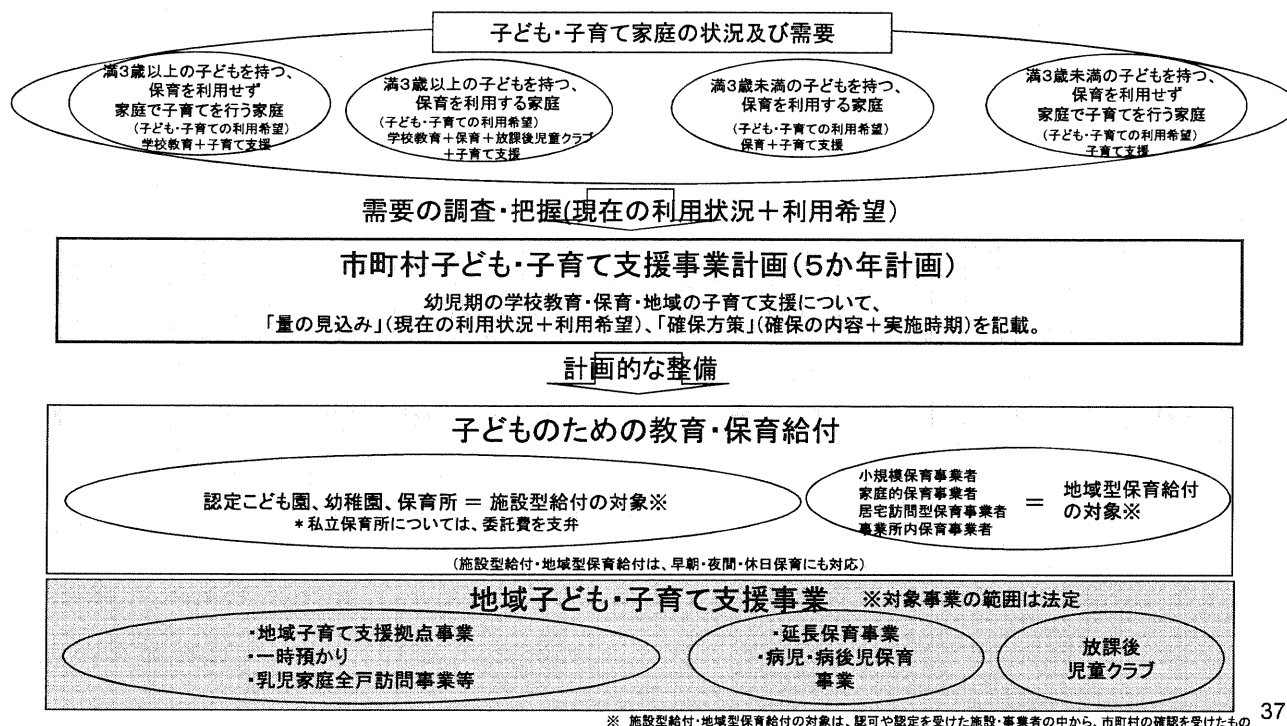 子ども・子育て家庭の状況及び需要
満3歳以上の子どもを持つ、
保育を利用せず
家庭で子育てを行う家庭
(子ども・子育ての利用希望)
学校教育+子育て支援
満3歳以上の子どもを持つ、
保育を利用する家庭
(子ども・子育ての利用希望)
学校教育+保育+放課後児童クラブ
+子育て支援
満3歳未満の子どもを持つ、
保育を利用する家庭
(子ども・子育ての利用希望)
保育+子育て支援
満3歳未満の子どもを持つ、
保育を利用せず
家庭で子育てを行う家庭
(子ども・子育ての利用希望)
子育て支援
需要の調査・把握(現在の利用状況+利用希望)
市町村子ども・子育て支援事業計画(5か年計画)
幼児期の学校教育・保育・地域の子育て支援について、
「量の見込み」(現在の利用状況+利用希望)、「確保方策」(確保の内容+実施時期)を記載。
計画的な整備
子どものための教育・保育給付
認定こども園、幼稚園、保育所 = 施設型給付の対象※
*私立保育所については、委託費を支弁
小規模保育事業者
家庭的保育事業者
居宅訪問型保育事業者
事業所内保育事業者
= 地域型保育給付
の対象※
(施設型給付・地域型保育給付は、早朝・夜間・休日保育にも対応)
地域子ども・子育て支援事業 ※対象事業の範囲は法定
・地域子育て支援拠点事業
・一時預かり
・乳児家庭全戸訪問事業等
・延長保育事業
・病児・病後児保育
事業
放課後
児童クラブ
※ 施設型給付・地域型保育給付の対象は、認可や認定を受けた施設・事業者の中から、市町村の確認を受けたもの
37